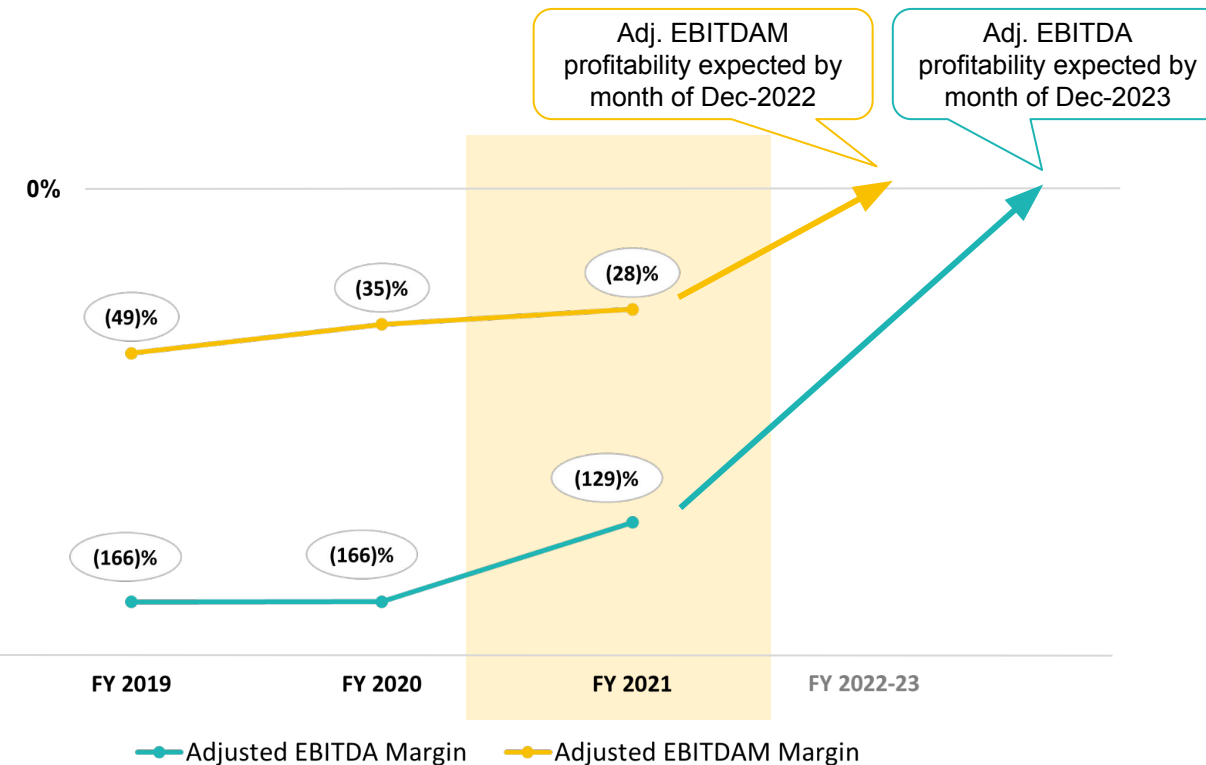 Adj. EBITDAM
profitability expected by
month of Dec-2022
Adj. EBITDA
profitability expected by
month of Dec-2023
0%
(49)%
(35)%
(28)%
(166)%
(166)%
(129)%
FY 2019
FY 2020
FY 2021
FY 2022-23
Adjusted EBITDA Margin
Adjusted EBITDAM Margin